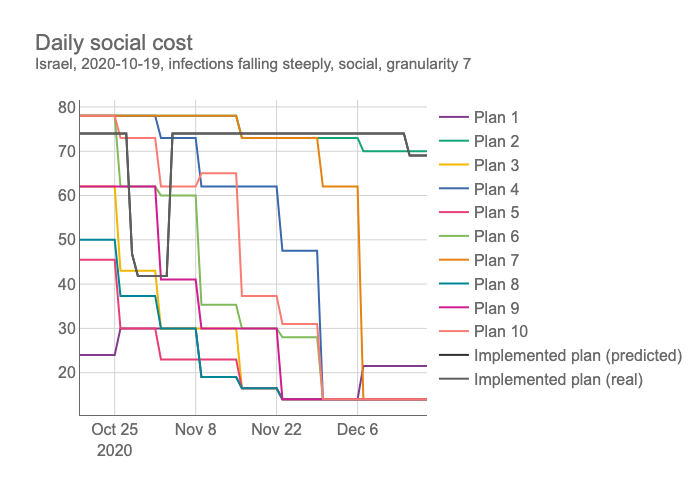 Daily social cost
Israel, 2020-10-19, infections falling steeply, social, granularity 7
80
70
60
50
40
30
20
Oct 25
2020
Nov 8
Nov 22
Dec 6
Plan 1
Plan 2
Plan 3
Plan 4
Plan 5
Plan 6
Plan 7
Plan 8
Plan 9
Plan 10
Implemented plan (predicted)
Implemented plan (real)